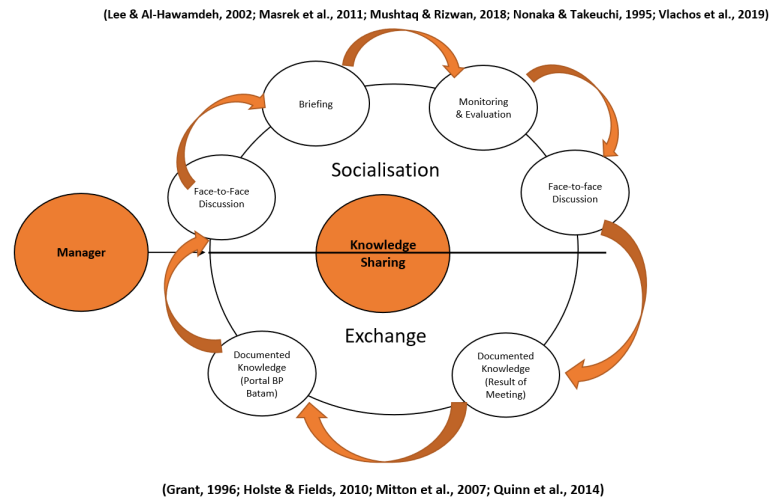 (Lee & Al-Hawamdeh, 2002; Masrek et al., 2011; Mushtaq & Rizwan, 2018; Nonaka & Takeuchi, 1995; Vlachos et al., 2019)
Briefing
Monitoring
& Evaluation
Socialisation
Face-to-Face
Discussion
Face-to-face
Discussion
Manager
Knowledge
Sharing
Exchange
Documented
Knowledge
(Portal BP
Batam)
Documented
Knowledge
(Result of
Meeting)
(Grant, 1996; Holste & Fields, 2010; Mitton et al., 2007; Quinn et al., 2014)